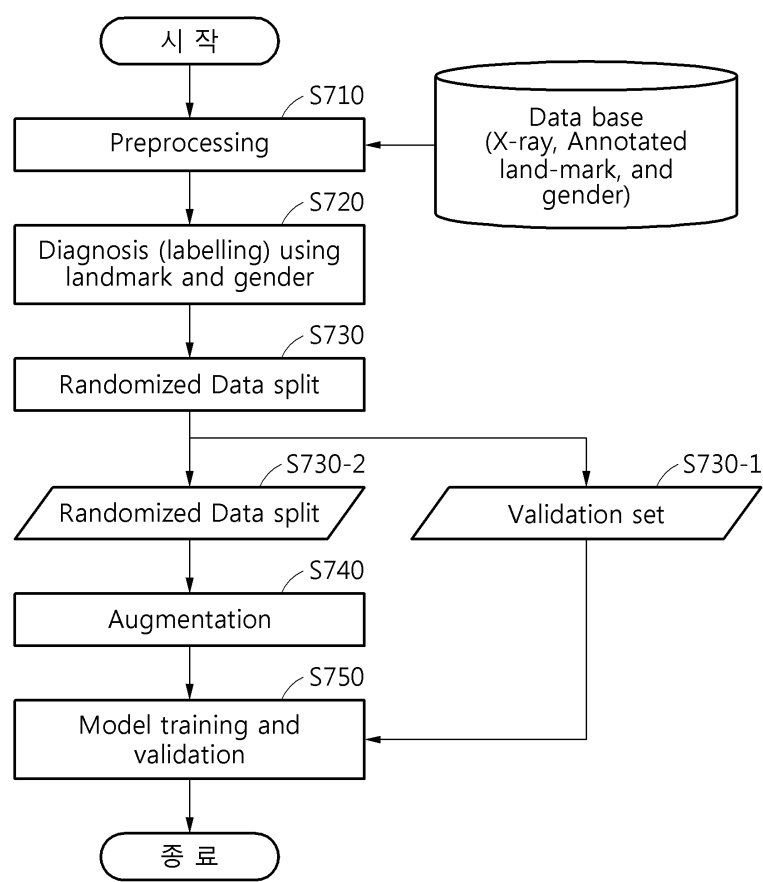 시 작
S710
Preprocessing
Data base
(X-ray, Annotated
land-mark, and
gender)
S720
Diagnosis (labelling) using
landmark and gender
S730
Randomized Data split
S730-2
Randomized Data split
S730-1
Validation set
S740
Augmentation
S750
Model training and
validation
종 료